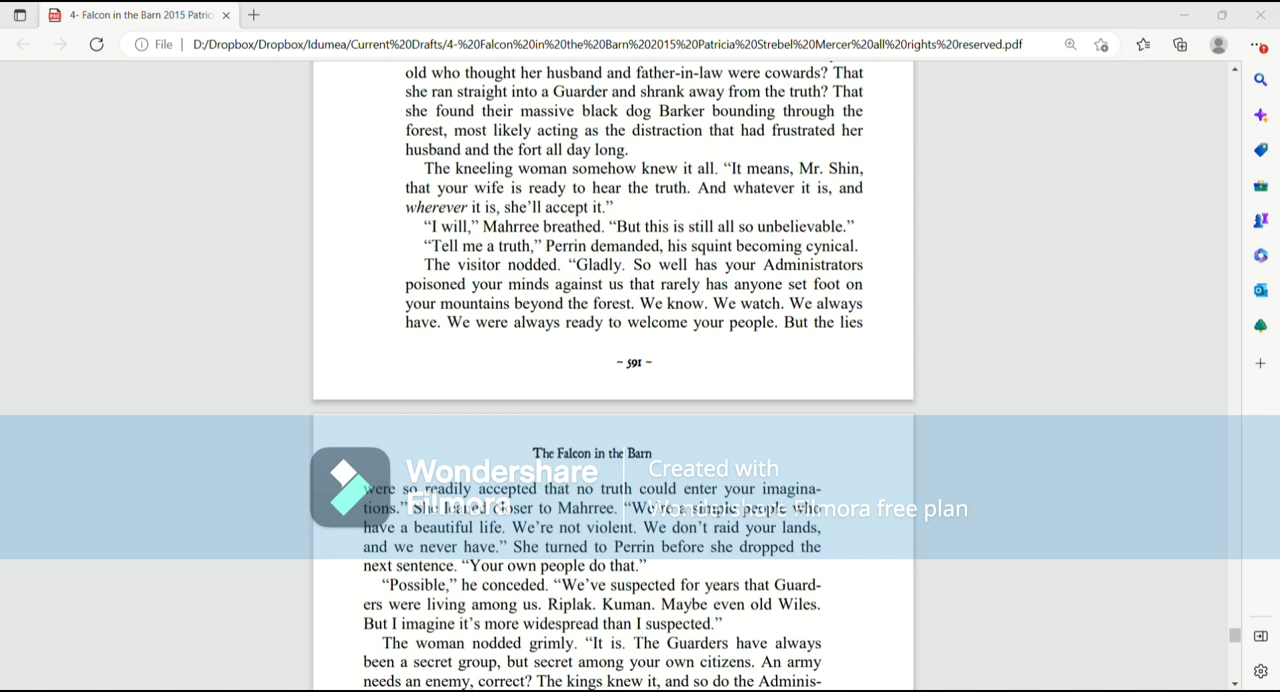 4- Falcon in the Barn 2015 Patric
File
D:/Dropbox/Dropbox/Idumea/Current%20Drafts/4-%20Falcon%20in%20the%20Barn%202015%20Patricia%20Strebel%20Mercer%20all%20rights%20reserved.pdf
old who thought her husband and father-in-law were cowards? That
she ran straight into a Guarder and shrank away from the truth? That
she found their massive black dog Barker bounding through the
forest, most likely acting as the distraction that had frustrated her
husband and the fort all day long.
The kneeling woman somehow knew it all. “It means, Mr. Shin,
that your wife is ready to hear the truth. And whatever it is, and
wherever it is, she’ll accept it.”
“I will,” Mahrree breathed. “But this is still all so unbelievable.”
“Tell me a truth,” Perrin demanded, his squint becoming cynical.
The visitor nodded. “Gladly. So well has your Administrators
poisoned your minds against us that rarely has anyone set foot on
your mountains beyond the forest. We know. We watch. We always
have. We were always ready to welcome your people. But the lies
~ 591 ~
The Falcon in the Barn
were so readily accepted that no truth could enter your imagina-
tions.” She leaned closer to Mahrree. “We’re a simple people who
have a beautiful life. We’re not violent. We don’t raid your lands,
and we never have.” She turned to Perrin before she dropped the
next sentence. “Your own people do that.”
“Possible,” he conceded. “We’ve suspected for years that Guard-
ers were living among us. Riplak. Kuman. Maybe even old Wiles.
But I imagine it’s more widespread than I suspected.”
The woman nodded grimly. “It is. The Guarders have always
been a secret group, but secret among your own citizens. An army
needs an enemy, correct? The kings knew it, and so do the Adminis-
Wondershare
Filmora
Created with
Wondershare Filmora free plan